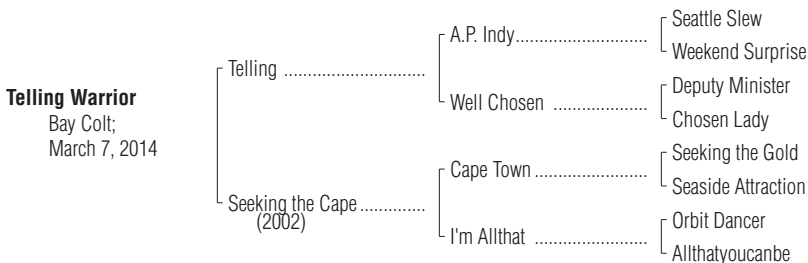 Telling Warrior
Bay Colt;
March 7, 2014
Telling ............................
Seeking the Cape .............
(2002)
A.P. Indy..........................
Well Chosen ...................
Cape Town ......................
I'm Allthat ......................
Seattle Slew
Weekend Surprise
Deputy Minister
Chosen Lady
Seeking the Gold
Seaside Attraction
Orbit Dancer
Allthatyoucanbe